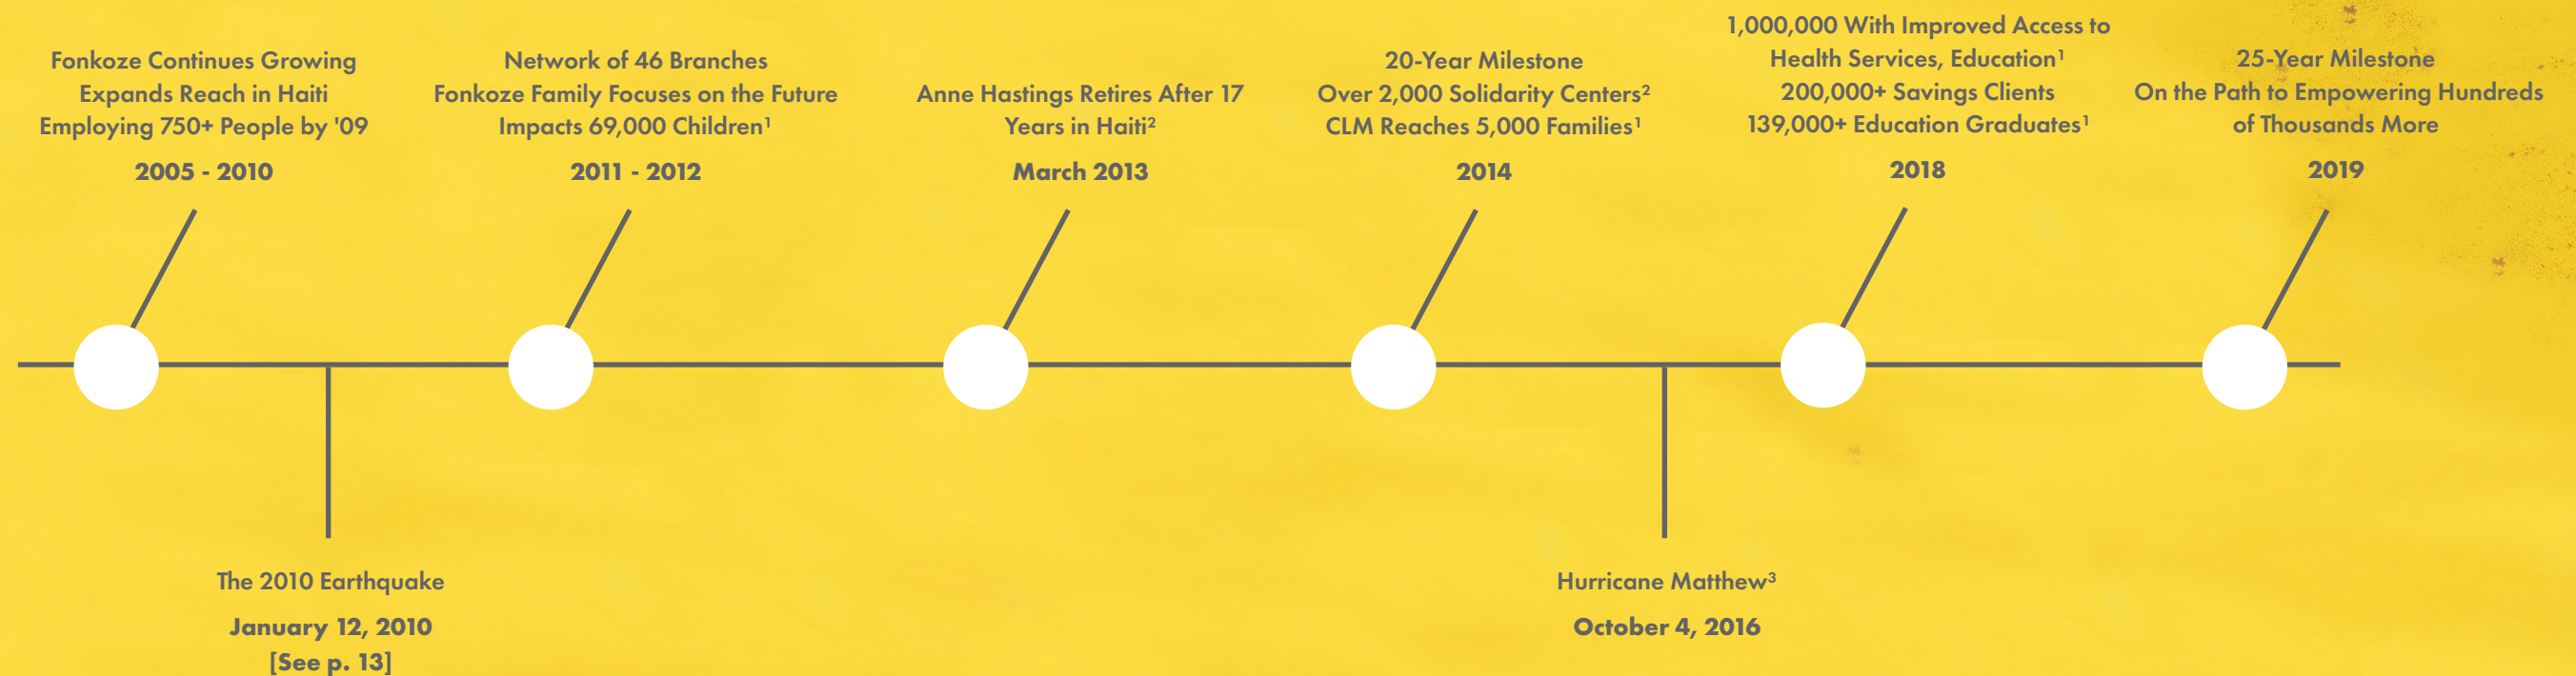 Fonkoze Continues Growing
Expands Reach in Haiti
Employing 750+ People by '09
2005 - 2010
Network of 46 Branches
Fonkoze Family Focuses on the Future
Impacts 69,000 Children¹
2011 - 2012
Anne Hastings Retires After 17
Years in Haiti²
March 2013
20-Year Milestone
Over 2,000 Solidarity Centers²
CLM Reaches 5,000 Families¹
2014
1,000,000 With Improved Access to
Health Services, Education¹
200,000+ Savings Clients
139,000+ Education Graduates¹
2018
25-Year Milestone
On the Path to Empowering Hundreds
of Thousands More
2019
The 2010 Earthquake
January 12, 2010
[See p. 13]
Hurricane Matthew³
October 4, 2016